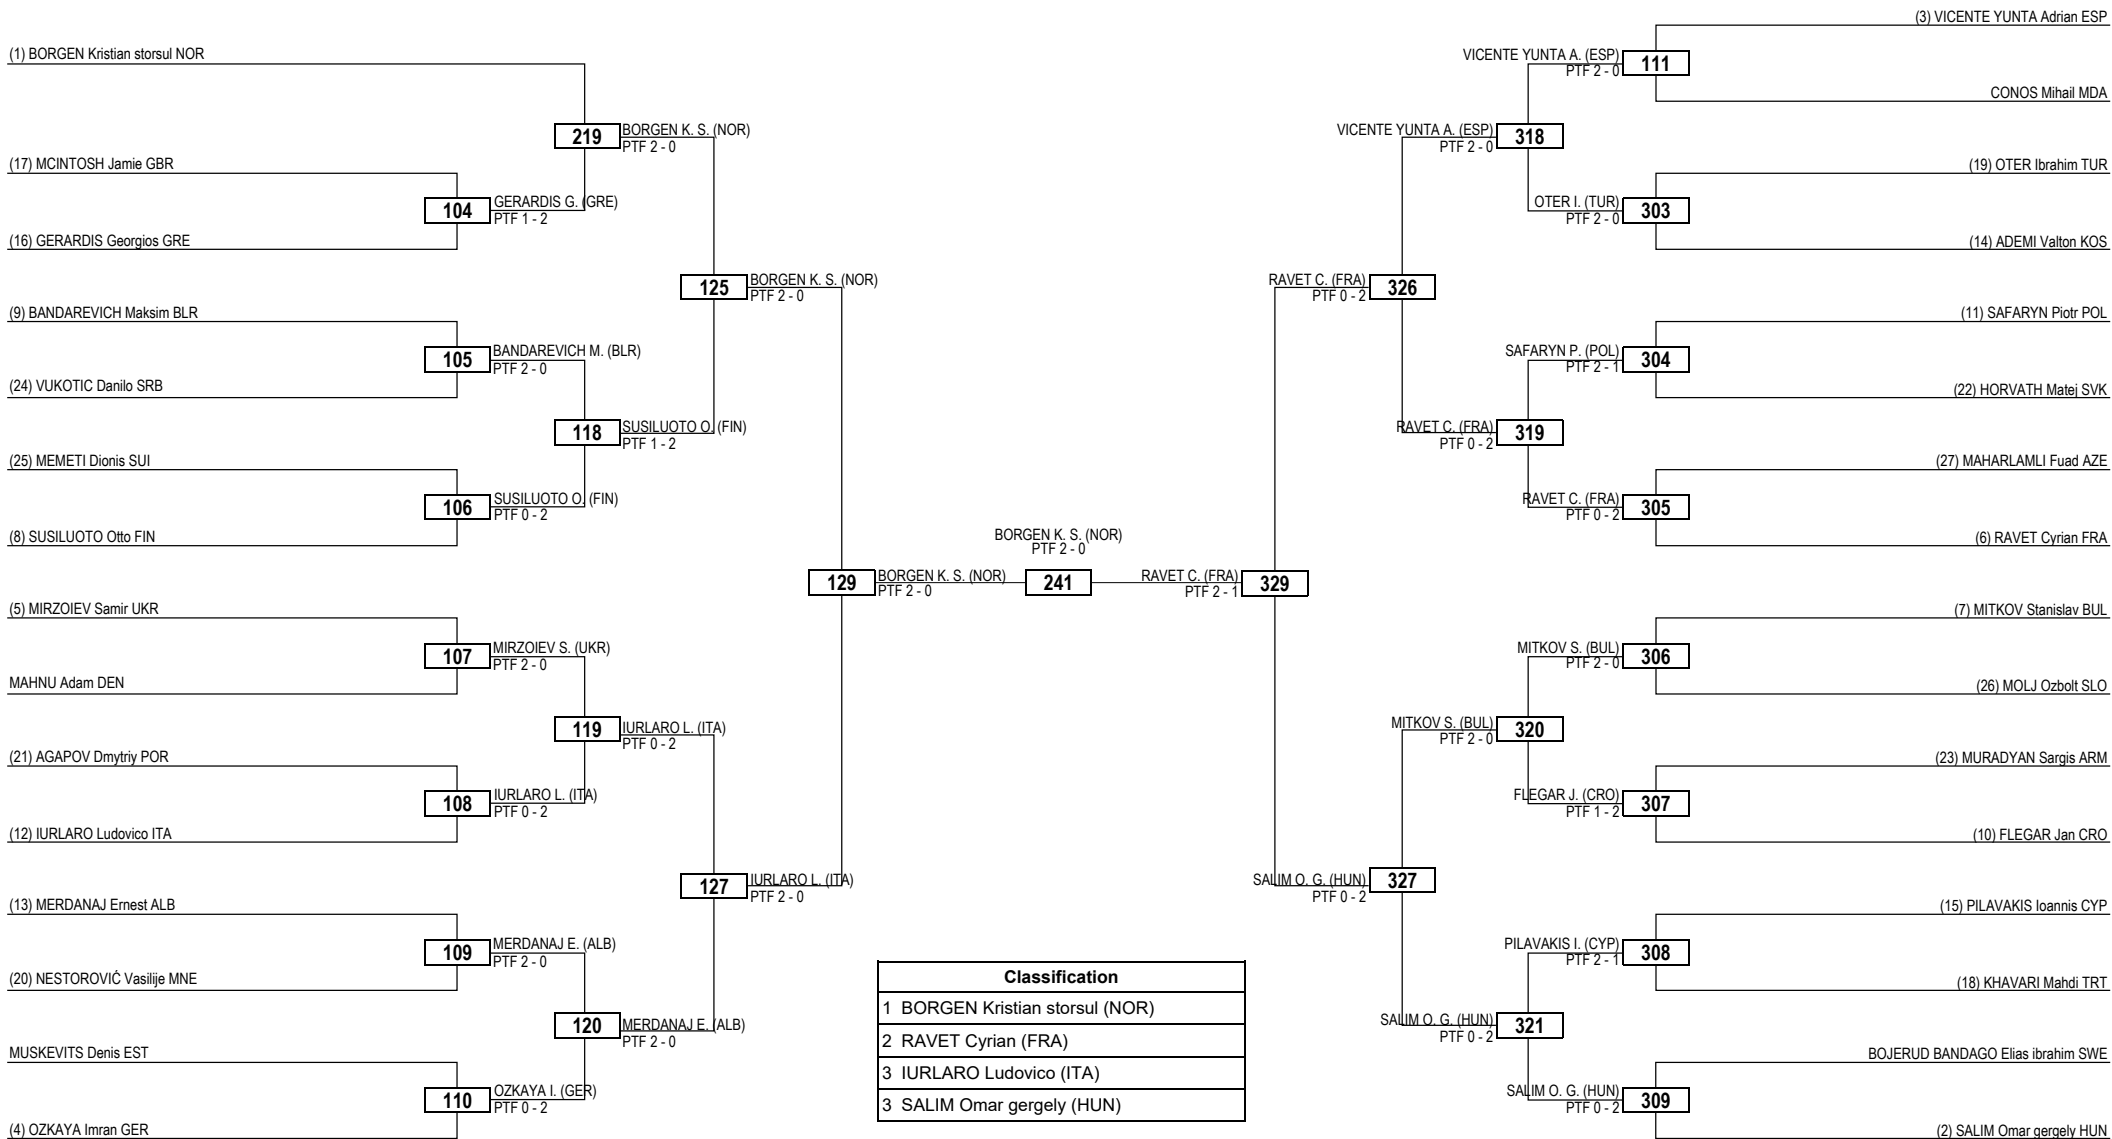 (1) BORGEN Kristian storsul NOR
(17) MCINTOSH Jamie GBR
(16) GERARDIS Georgios GRE
(9) BANDAREVICH Maksim BLR
(24) VUKOTIC Danilo SRB
(25) MEMETI Dionis SUI
(8) SUSILUOTO Otto FIN
(5) MIRZOIEV Samir UKR
MAHNU Adam DEN
(21) AGAPOV Dmytriy POR
(12) IURLARO Ludovico ITA
(13) MERDANAJ Ernest ALB
(20) NESTOROVIĆ Vasilije MNE
MUSKEVITS Denis EST
(4) OZKAYA Imran GER
104
GERARDIS G. (GRE)
PTF 1 - 2
105
BANDAREVICH M. (BLR)
PTF 2 - 0
106
SUSILUOTO O. (FIN)
PTF 0 - 2
107
MIRZOIEV S. (UKR)
PTF 2 - 0
108
IURLARO L. (ITA)
PTF 0 - 2
109
MERDANAJ E. (ALB)
PTF 2 - 0
110
OZKAYA I. (GER)
PTF 0 - 2
219
BORGEN K. S. (NOR)
PTF 2 - 0
118
SUSILUOTO O. (FIN)
PTF 1 - 2
119
IURLARO L. (ITA)
PTF 0 - 2
120
MERDANAJ E. (ALB)
PTF 2 - 0
125
BORGEN K. S. (NOR)
PTF 2 - 0
127
IURLARO L. (ITA)
PTF 2 - 0
129
BORGEN K. S. (NOR)
PTF 2 - 0
BORGEN K. S. (NOR)
PTF 2 - 0
241
RAVET C. (FRA)
PTF 2 - 1
329
RAVET C. (FRA)
PTF 0 - 2
326
SALIM O. G. (HUN)
PTF 0 - 2
327
VICENTE YUNTA A. (ESP)
PTF 2 - 0
318
RAVET C. (FRA)
PTF 0 - 2
319
MITKOV S. (BUL)
PTF 2 - 0
320
SALIM O. G. (HUN)
PTF 0 - 2
321
VICENTE YUNTA A. (ESP)
PTF 2 - 0
111
OTER I. (TUR)
PTF 2 - 0
303
SAFARYN P. (POL)
PTF 2 - 1
304
RAVET C. (FRA)
PTF 0 - 2
305
MITKOV S. (BUL)
PTF 2 - 0
306
FLEGAR J. (CRO)
PTF 1 - 2
307
PILAVAKIS I. (CYP)
PTF 2 - 1
308
SALIM O. G. (HUN)
PTF 0 - 2
309
(3) VICENTE YUNTA Adrian ESP
CONOS Mihail MDA
(19) OTER Ibrahim TUR
(14) ADEMI Valton KOS
(11) SAFARYN Piotr POL
(22) HORVATH Matej SVK
(27) MAHARLAMLI Fuad AZE
(6) RAVET Cyrian FRA
(7) MITKOV Stanislav BUL
(26) MOLJ Ozbolt SLO
(23) MURADYAN Sargis ARM
(10) FLEGAR Jan CRO
(15) PILAVAKIS Ioannis CYP
(18) KHAVARI Mahdi TRT
BOJERUD BANDAGO Elias ibrahim SWE
(2) SALIM Omar gergely HUN
Classification
1 BORGEN Kristian storsul (NOR)
2 RAVET Cyrian (FRA)
3 IURLARO Ludovico (ITA)
3 SALIM Omar gergely (HUN)